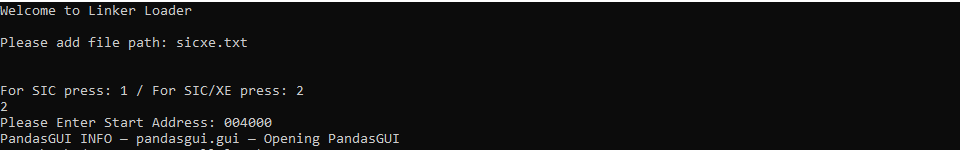 Welcome to Linker Loader
Please add file path: sicxe.txt
For SIC press: 1 / For SIC/XE press: 2
2
Please Enter Start Address: 004000
PandasGUI INFO — pandasgui.gui — Opening PandasGUI